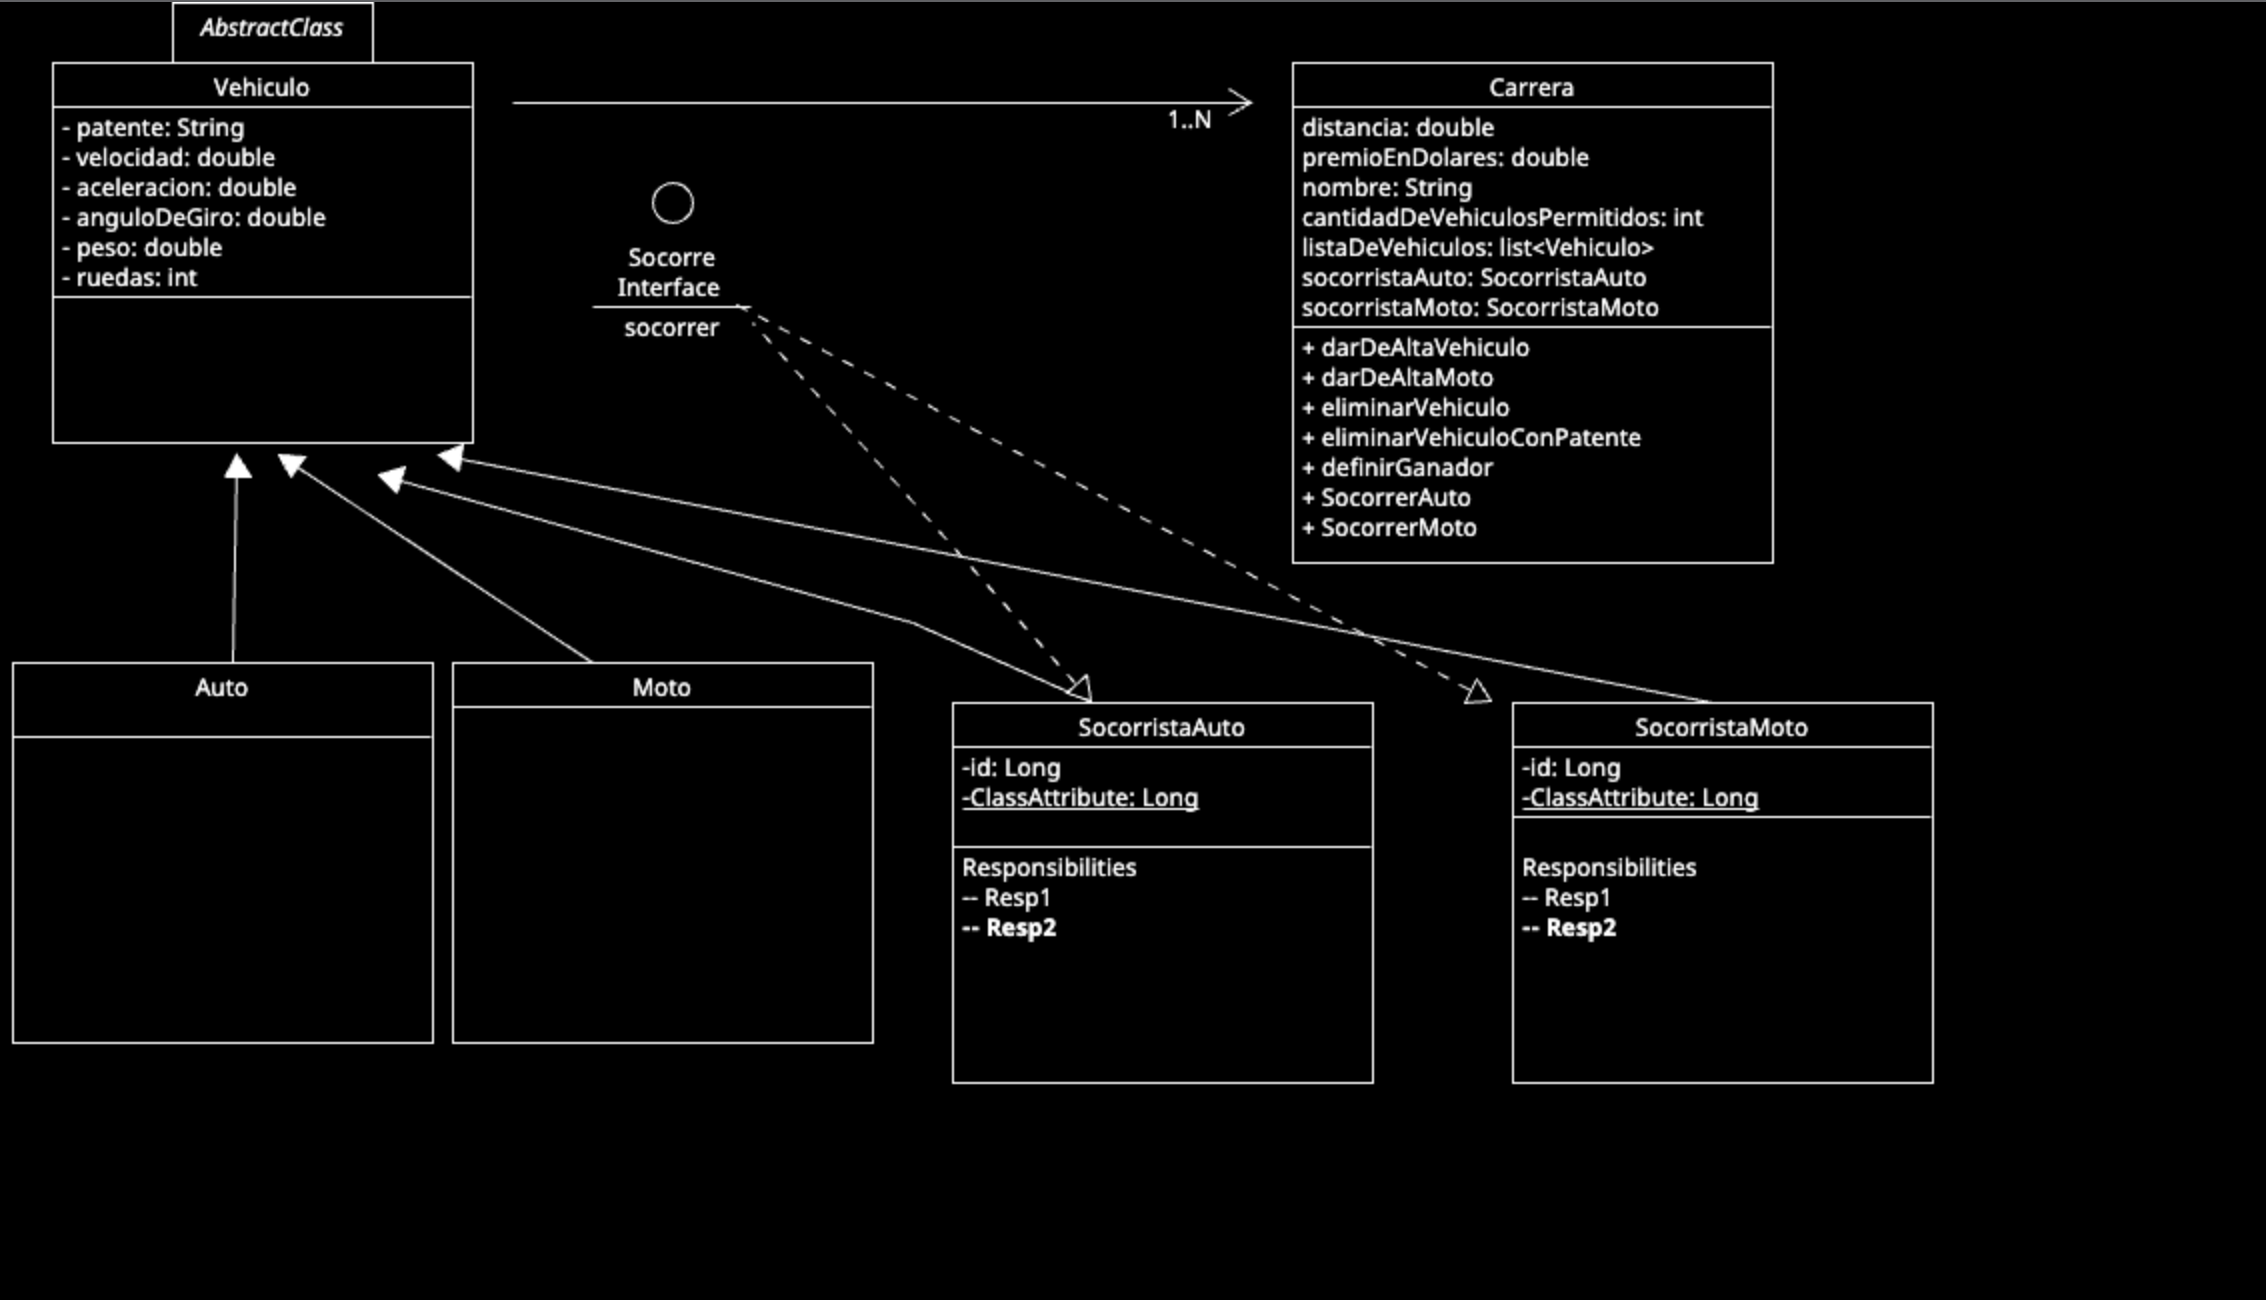 AbstractClass
Vehiculo
- patente: String
- velocidad: double
- aceleracion: double
- anguloDeGiro: double
- peso: double
- ruedas: int
1..N
Socorre
Interface
socorrer
Carrera
distancia: double
premioEnDolares: double
nombre: String
cantidadDeVehiculosPermitidos: int
listaDeVehiculos: list<Vehiculo>
socorristaAuto: SocorristaAuto
socorristaMoto: SocorristaMoto
+ darDeAltaVehiculo
+ darDeAltaMoto
+ eliminarVehiculo
+ eliminarVehiculoConPatente
+ definirGanador
+ SocorrerAuto
+ SocorrerMoto
Auto
Moto
SocorristaAuto
-id: Long
-ClassAttribute: Long
Responsibilities
-- Resp1
-- Resp2
SocorristaMoto
-id: Long
-ClassAttribute: Long
Responsibilities
-- Resp1
-- Resp2